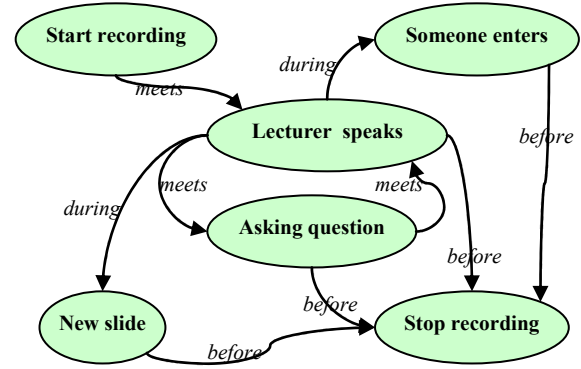 Start recording
Someone enters
during
meets
Lecturer speaks
before
meets
meets
during
Asking question
before
before
New slide
Stop recording
before